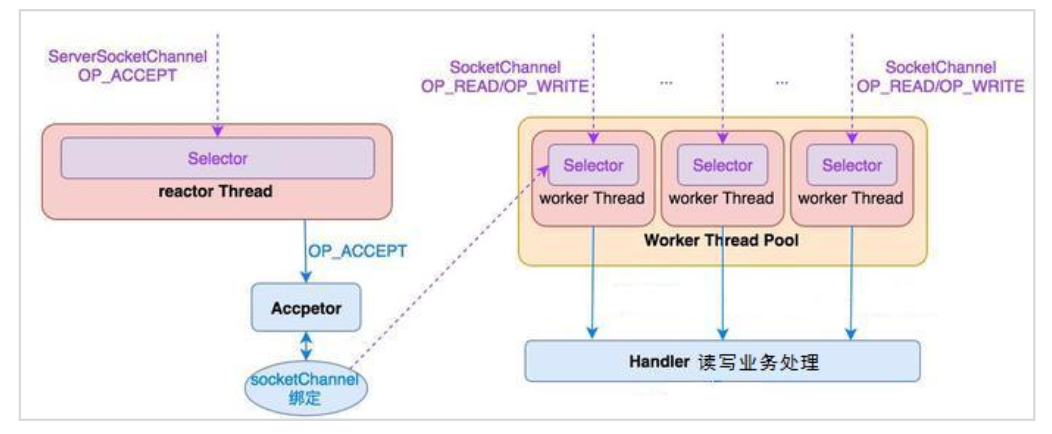 ServerSocketChannel
OP_ACCEPT
Selector
reactor Thread
OP_ACCEPT
Accpetor
socketChannel
绑定
SocketChannel
OP_READ/OP_WRITE
...
...
SocketChannel
OP_READ/OP_WRITE
Selector
worker Thread
Selector
worker Thread
Selector
worker Thread
Worker Thread Pool
Handler 读写业务处理